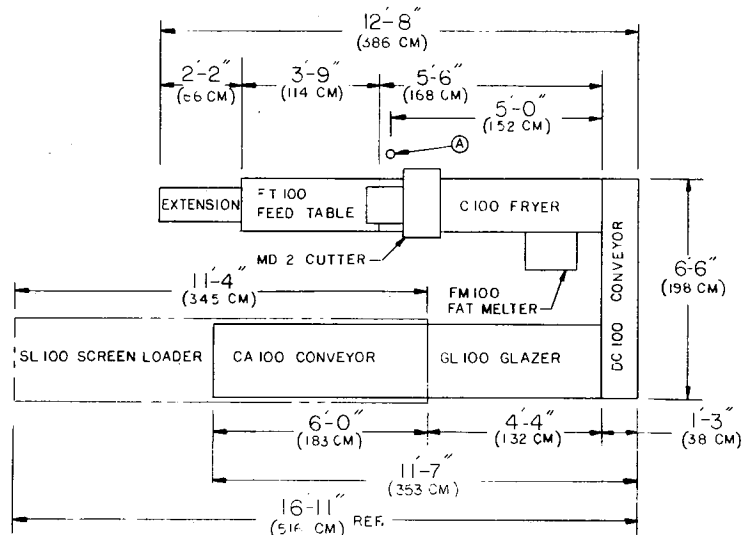 12'-8"
(386 CM)
2'-2" 3'-9" 5'-6"
(66 CM) (114 CM) (168 CM)
5'-0"
(152 CM)
A
EXTENSION
FT 100
FEED TABLE
C 100 FRYER
MD 2 CUTTER
FM 100
FAT MELTER
DC 100 CONVEYOR
6'-6"
(198 CM)
11'-4"
(345 CM)
SL 100 SCREEN LOADER
CA 100 CONVEYOR
GL 100 GLAZER
6'-0" 4'-4" 1'-3"
(183 CM) (132 CM) (38 CM)
11'-7"
(353 CM)
16'-11"
(516 CM) REF.